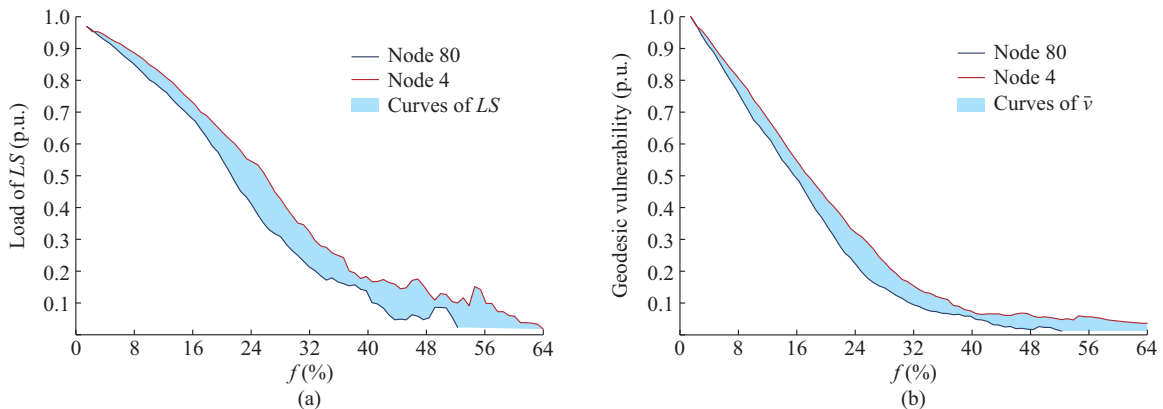 1.0
0.9
0.8
0.7
0.6
0.5
0.4
0.3
0.2
0.1
0 8 16 24 32 40 48 56 64
Load of LS (p.u.)
f (%)
Node 80
Node 4
Curves of LS
(a)
1.0
0.9
0.8
0.7
0.6
0.5
0.4
0.3
0.2
0.1
0 8 16 24 32 40 48 56 64
Geodesic vulnerability (p.u.)
f (%)
Node 80
Node 4
Curves of v̄
(b)